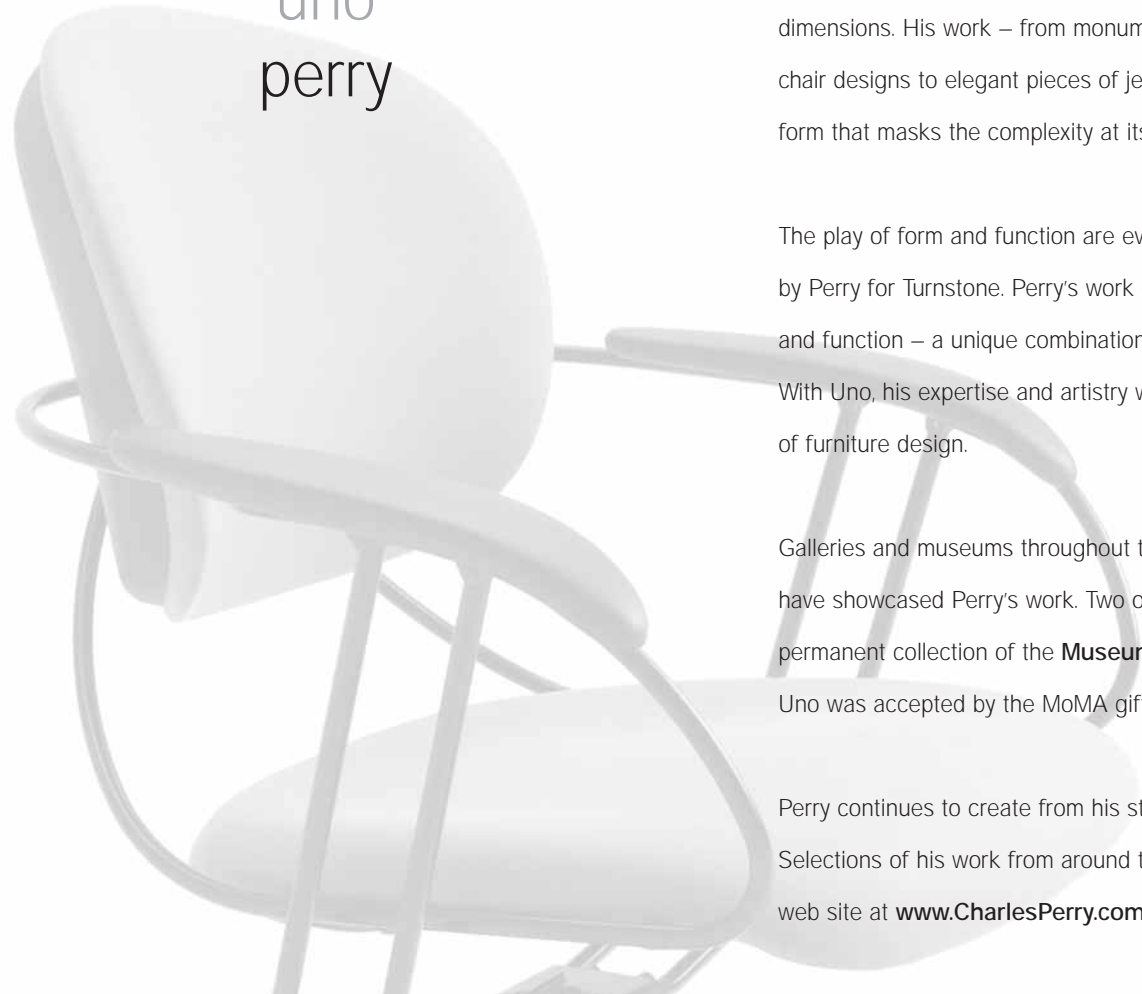 uno
perry
dimensions. His work – from monum
chair designs to elegant pieces of je
form that masks the complexity at its
The play of form and function are ev
by Perry for Turnstone. Perry's work
and function – a unique combination
With Uno, his expertise and artistry w
of furniture design.
Galleries and museums throughout t
have showcased Perry's work. Two o
permanent collection of the Museum
Uno was accepted by the MoMA gif
Perry continues to create from his st
Selections of his work from around t
web site at www.CharlesPerry.com